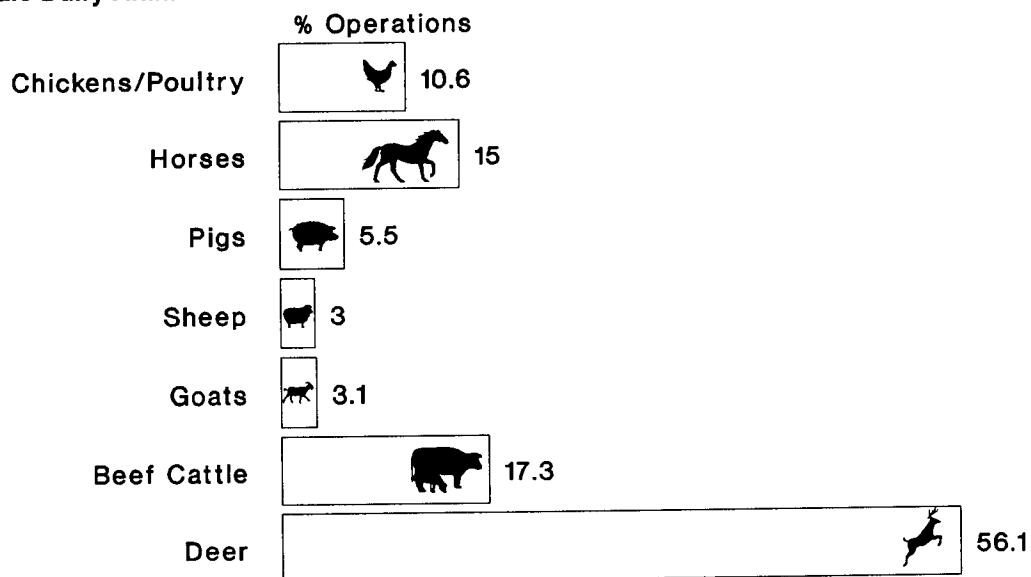 % Operations
Chickens/Poultry 10.6
Horses 15
Pigs 5.5
Sheep 3
Goats 3.1
Beef Cattle 17.3
Deer 56.1